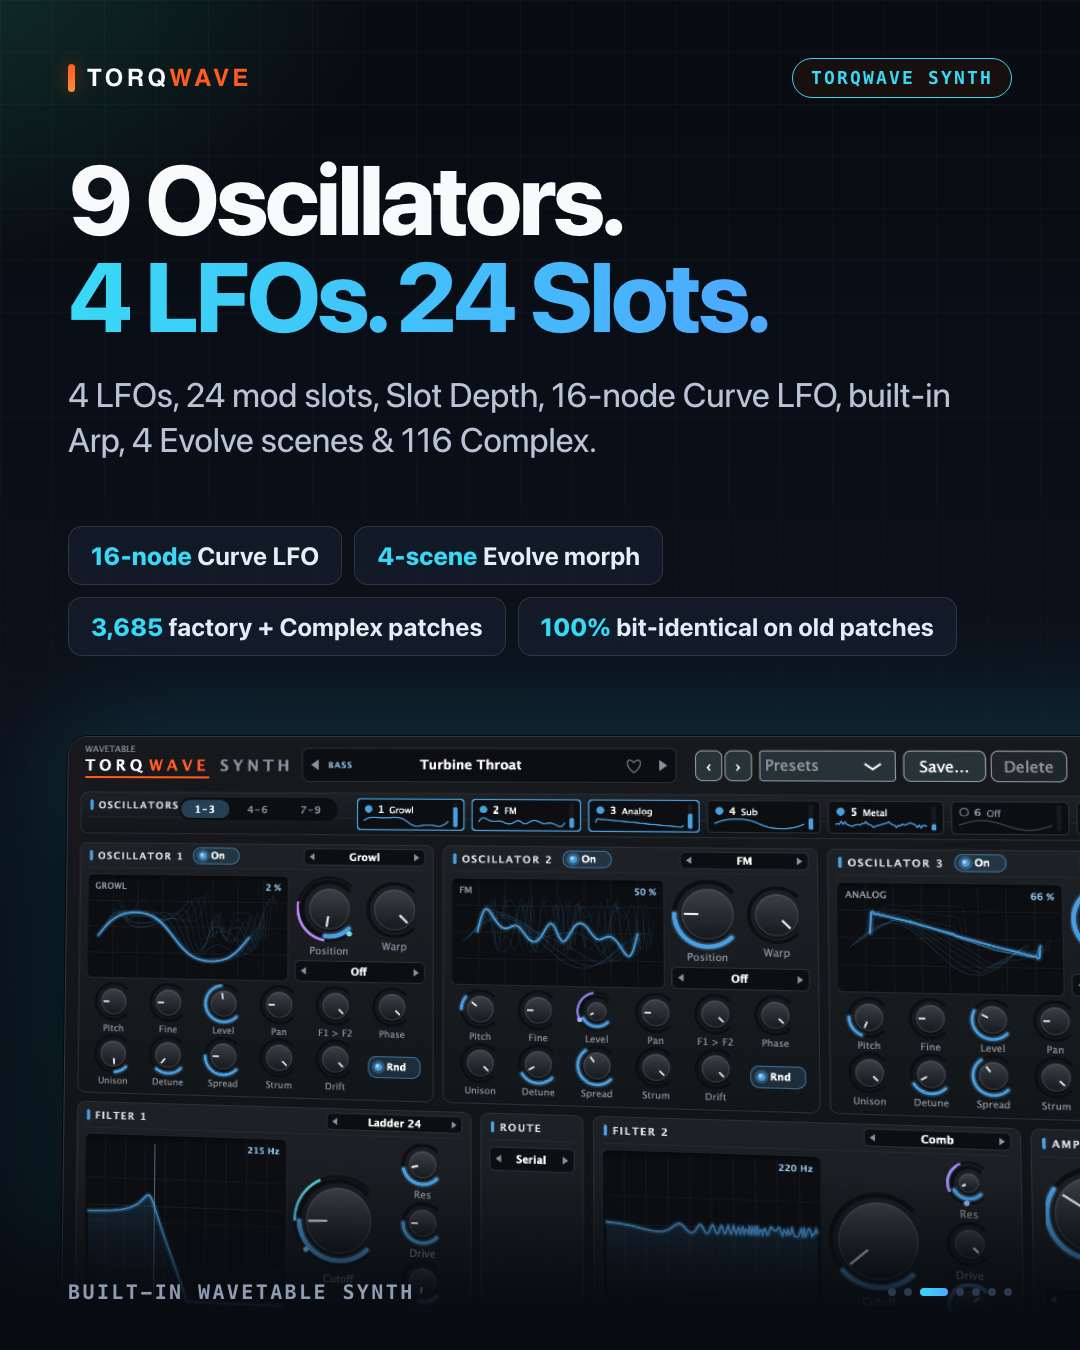 TORQWAVE
TORQWAVE SYNTH
9 Oscillators.
4 LFOs. 24 Slots.
4 LFOs, 24 mod slots, Slot Depth, 16-node Curve LFO, built-in
Arp, 4 Evolve scenes & 116 Complex.
16-node Curve LFO
4-scene Evolve morph
3,685 factory + Complex patches
100% bit-identical on old patches
WAVETABLE
TORQWAVE SYNTH
BASS
Turbine Throat
Presets
Save...
Delete
OSCILLATORS
1-3
4-6
7-9
1 Growl
2 FM
3 Analog
4 Sub
5 Metal
6 Off
OSCILLATOR 1
On
Growl
GROWL
2 %
Position
Warp
Off
Pitch
Fine
Level
Pan
F1 > F2
Phase
Unison
Detune
Spread
Strum
Drift
Rnd
OSCILLATOR 2
On
FM
FM
50 %
Position
Warp
Off
Pitch
Fine
Level
Pan
F1 > F2
Phase
Unison
Detune
Spread
Strum
Drift
Rnd
OSCILLATOR 3
On
ANALOG
66 %
Pitch
Fine
Level
Pan
Unison
Detune
Spread
Strum
FILTER 1
Ladder 24
215 Hz
Res
Drive
Cutoff
ROUTE
Serial
FILTER 2
Comb
220 Hz
Res
Drive
Cutoff
AMP
BUILT-IN WAVETABLE SYNTH